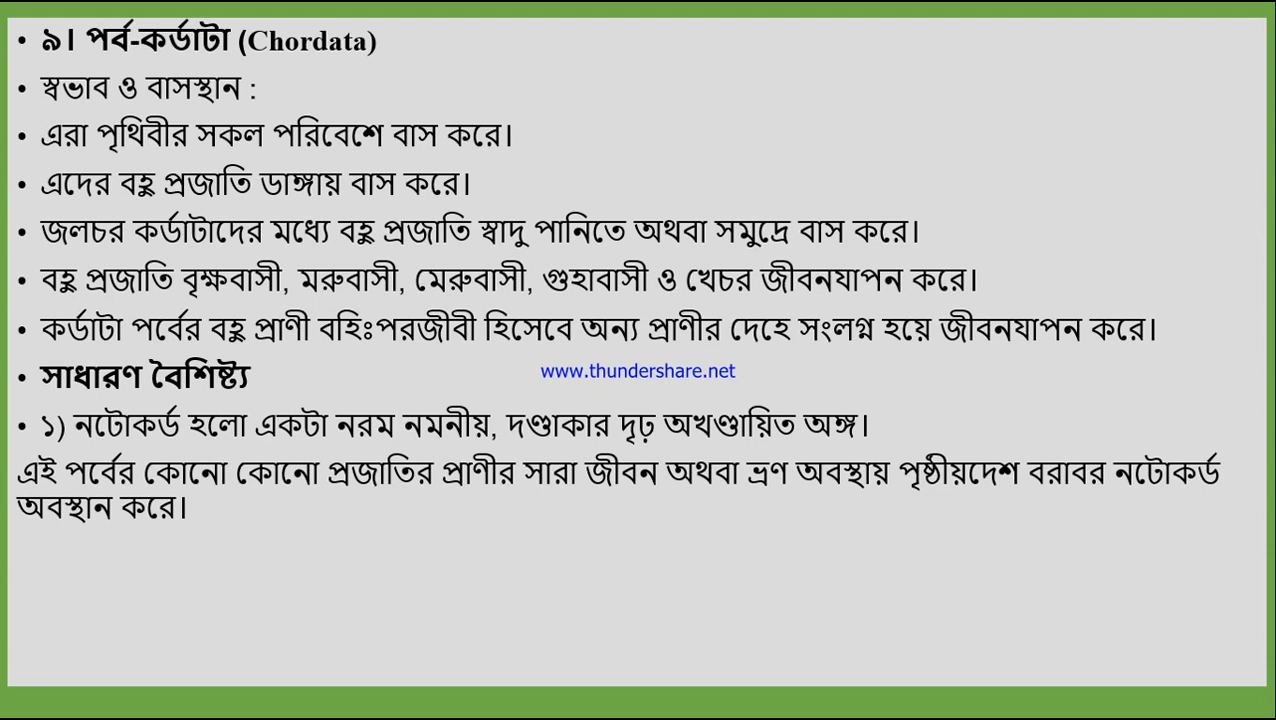 • ৯। পর্ব-কর্ডাটা (Chordata)
• স্বভাব ও বাসস্থান :
• এরা পৃথিবীর সকল পরিবেশে বাস করে।
• এদের বহু প্রজাতি ডাঙ্গায় বাস করে।
• জলচর কর্ডাটাদের মধ্যে বহু প্রজাতি স্বাদু পানিতে অথবা সমুদ্রে বাস করে।
• বহু প্রজাতি বৃক্ষবাসী, মরুবাসী, মেরুবাসী, গুহাবাসী ও খেচর জীবনযাপন করে।
• কর্ডাটা পর্বের বহু প্রাণী বহিঃপরজীবী হিসেবে অন্য প্রাণীর দেহে সংলগ্ন হয়ে জীবনযাপন করে।
• সাধারণ বৈশিষ্ট্য
www.thundershare.net
• ১) নটোকর্ড হলো একটা নরম নমনীয়, দণ্ডাকার দৃঢ় অখণ্ডায়িত অঙ্গ।
এই পর্বের কোনো কোনো প্রজাতির প্রাণীর সারা জীবন অথবা ভ্রণ অবস্থায় পৃষ্ঠীয়দেশ বরাবর নটোকর্ড
অবস্থান করে।